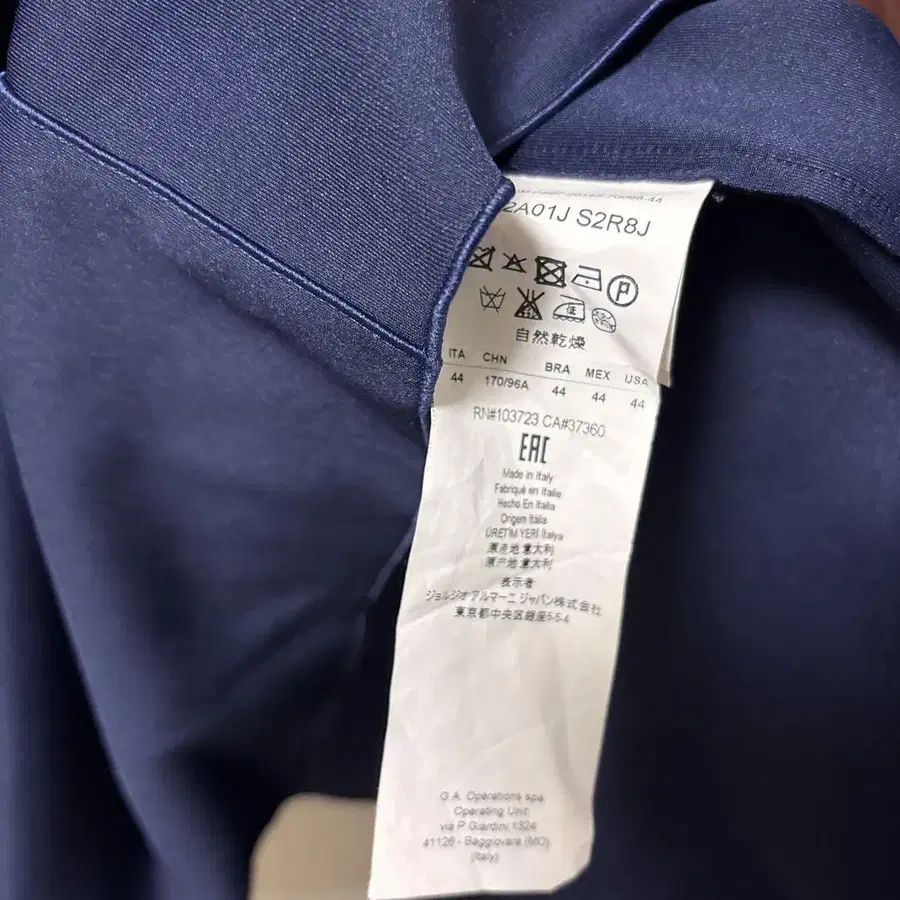 2A01J S2R8J
P
低
自然乾燥
ITA CHN BRA MEX USA
44 170/96A 44 44 44
RN#103723 CA#37360
EAC
Made in Italy
Fabriqué en Italie
Hecho En Italia
Origem Itália
ÜRETİM YERİ İtalya
原产地 意大利
原产地 意大利
表示者
ジョルジオ アルマーニ ジャパン株式会社
東京都中央区銀座5-5-4
G.A. Operations spa
Operating Unit:
via P Giardini,1324
41126 - Baggiovara (MO)
(Italy)